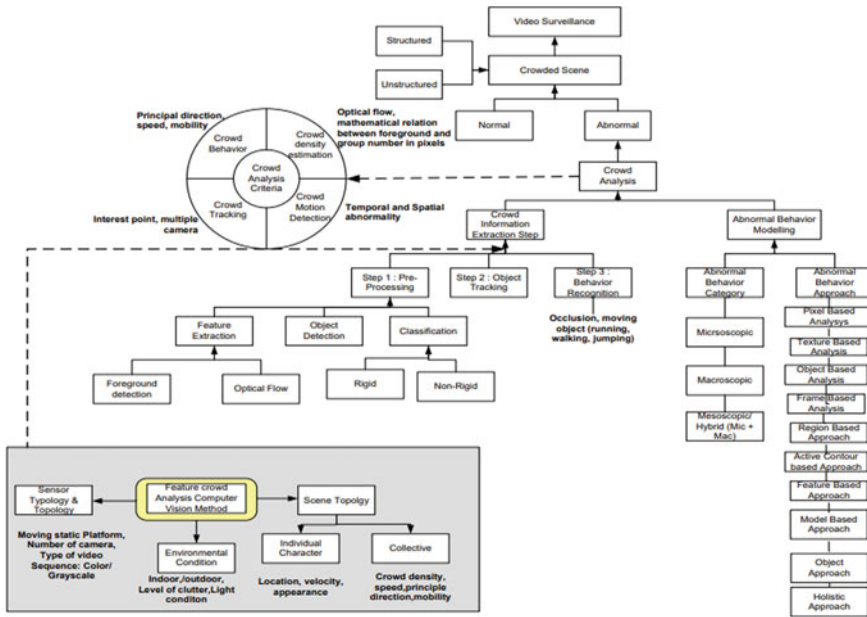 Video Surveillance
Structured
Unstructured
Crowded Scene
Normal
Abnormal
Crowd
Analysis
Principal direction,
speed, mobility
Optical flow,
mathematical relation
between foreground and
group number in pixels
Crowd
Behavior
Crowd
density
estimation
Crowd
Analysis
Criteria
Crowd
Tracking
Crowd
Motion
Detection
Interest point, multiple
camera
Temporal and Spatial
abnormality
Crowd
Information
Extraction Step
Abnormal Behavior
Modelling
Step 1 : Pre-
Processing
Step 2 : Object
Tracking
Step 3 :
Behavior
Recognition
Occlusion, moving
object (running,
walking, jumping)
Feature
Extraction
Object
Detection
Classification
Foreground
detection
Optical Flow
Rigid
Non-Rigid
Abnormal
Behavior
Category
Micrsoscopic
Macroscopic
Mesoscopic/
Hybrid (Mic +
Mac)
Abnormal
Behavior
Approach
Pixel Based
Analysys
Texture Based
Analysis
Object Based
Analysis
Frame Based
Analysis
Region Based
Approach
Active Contour
based Approach
Feature Based
Approach
Model Based
Approach
Object
Approach
Holistic Approach
Sensor
Typology &
Topology
Feature crowd
Analysis Computer
Vision Method
Scene Topolgy
Moving static Platform,
Number of camera,
Type of video
Sequence: Color/
Grayscale
Environmental
Condition
Indoor,/outdoor,
Level of clutter,Light
conditon
Individual
Character
Location, velocity,
appearance
Collective
Crowd density,
speed,principle
direction,mobility